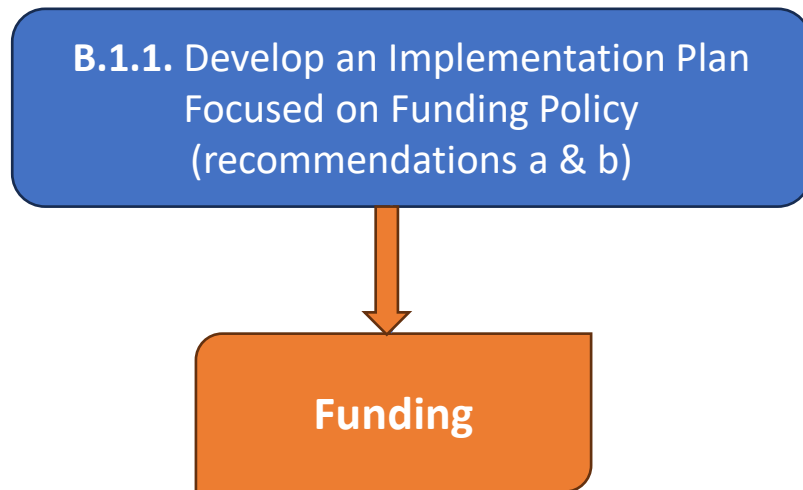 B.1.1. Develop an Implementation Plan
Focused on Funding Policy
(recommendations a & b)
Funding